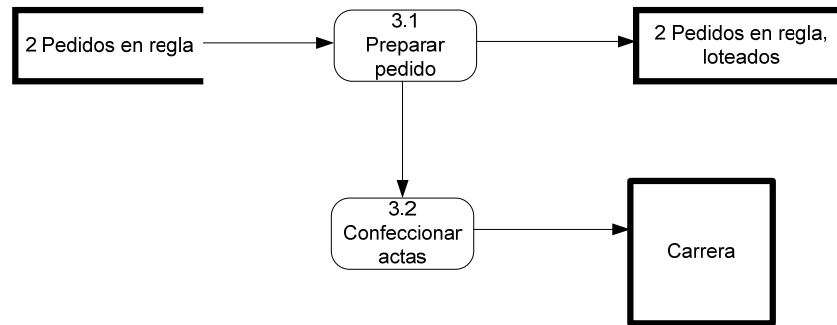 2 Pedidos en regla
3.1
Preparar
pedido
2 Pedidos en regla,
loteados
3.2
Confeccionar
actas
Carrera